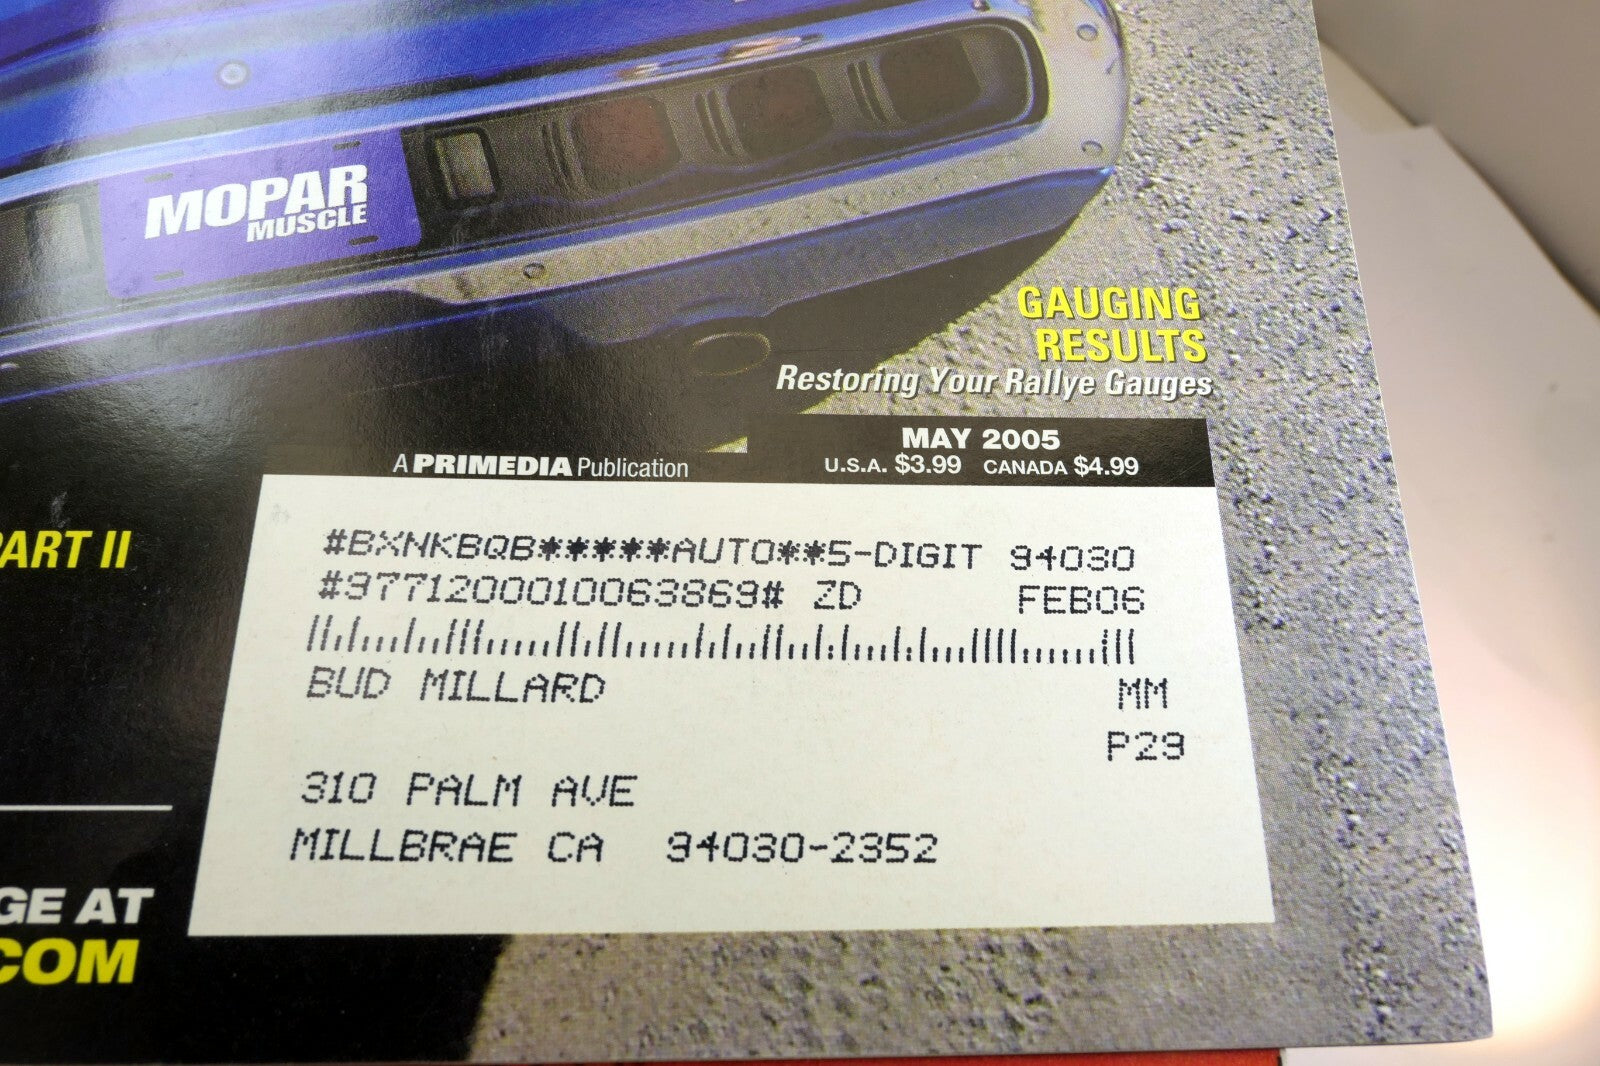 MOPAR
MUSCLE
GAUGING
RESULTS
Restoring Your Rallye Gauges
MAY 2005
U.S.A. $3.99 CANADA $4.99
A PRIMEDIA Publication
PART II
#BXNKBQB*****AUTO**5-DIGIT 94030
#97712000010063869# ZD FEB06
BUD MILLARD MM
P29
310 PALM AVE
MILLBRAE CA 94030-2352
GE AT
.COM